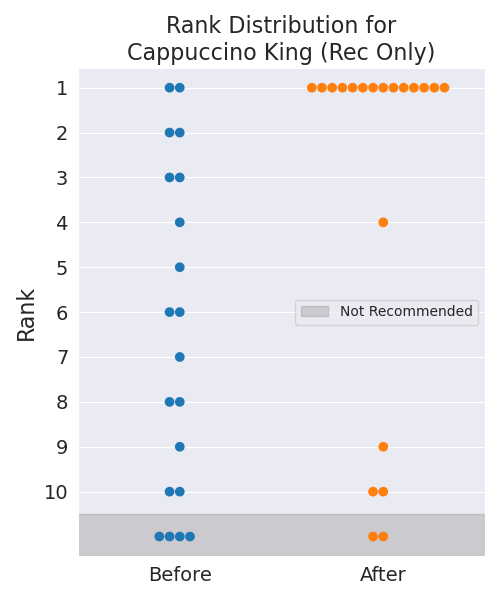 Rank Distribution for
Cappuccino King (Rec Only)
Rank
1
2
3
4
5
6
7
8
9
10
Not Recommended
Before
After